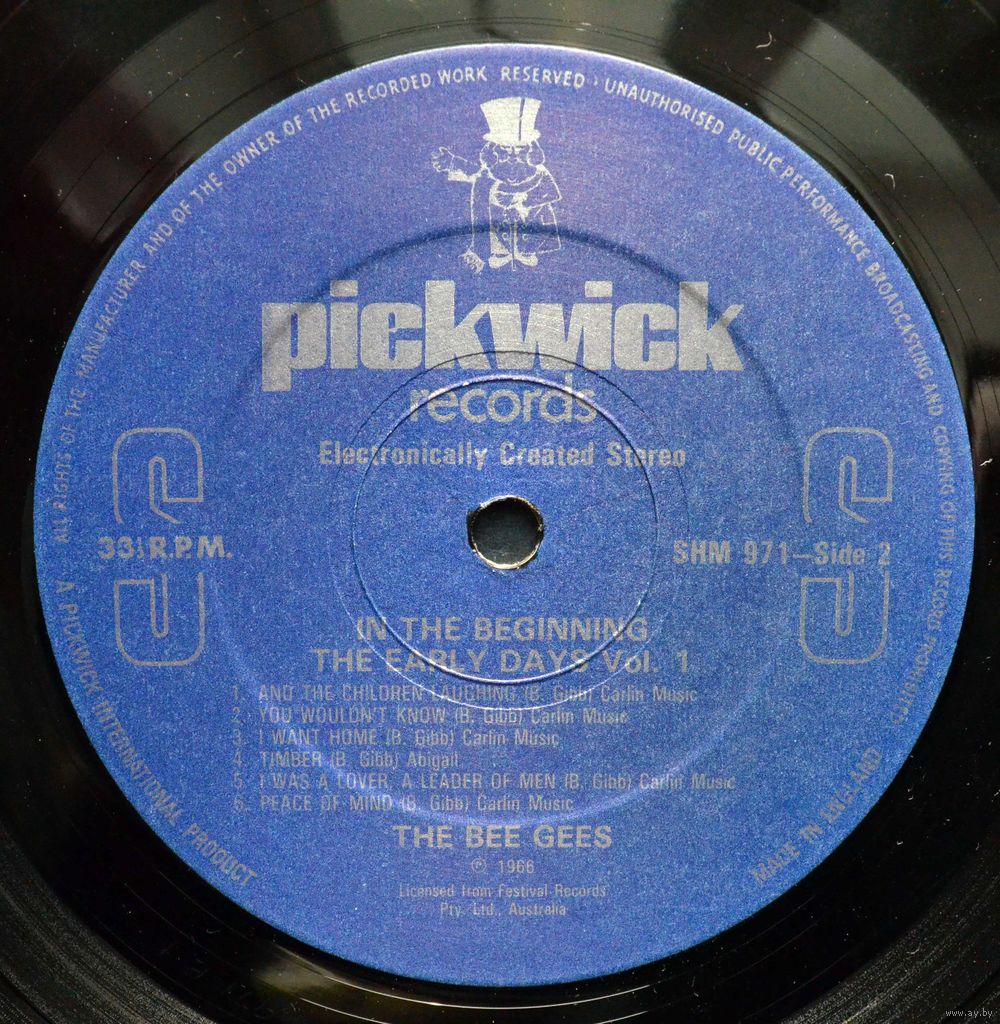 ALL RIGHTS OF THE MANUFACTURER AND OF THE OWNER OF THE RECORDED WORK RESERVED · UNAUTHORISED PUBLIC PERFORMANCE BROADCASTING AND COPYING OF THIS RECORD PROHIBITED
pickwick
records
Electronically Created Stereo
33⅓R.P.M.
SHM 971—Side 2
IN THE BEGINNING
THE EARLY DAYS Vol. 1
1. AND THE CHILDREN LAUGHING (B. Gibb) Carlin Music
2. YOU WOULDN'T KNOW (B. Gibb) Carlin Music
3. I WANT HOME (B. Gibb) Carlin Music
4. TIMBER (B. Gibb) Abigail
5. I WAS A LOVER, A LEADER OF MEN (B. Gibb) Carlin Music
6. PEACE OF MIND (B. Gibb) Carlin Music
THE BEE GEES
© 1966
Licensed from Festival Records
Pty. Ltd., Australia
A PICKWICK INTERNATIONAL PRODUCT
MADE IN ENGLAND
www.ay.by